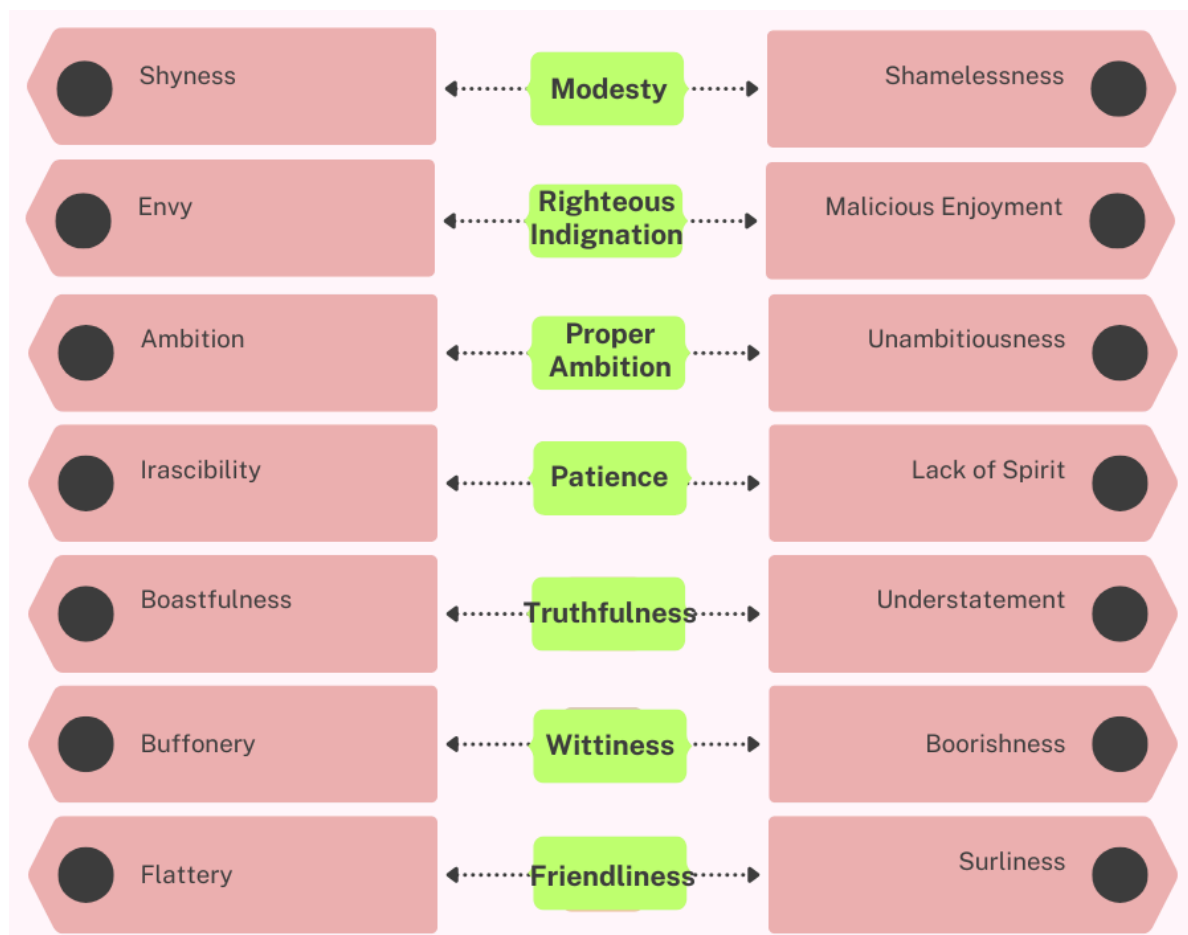 Shyness
Modesty
Shamelessness
Envy
Righteous
Indignation
Malicious Enjoyment
Ambition
Proper
Ambition
Unambitiousness
Irascibility
Patience
Lack of Spirit
Boastfulness
Truthfulness
Understatement
Buffonery
Wittiness
Boorishness
Flattery
Friendliness
Surliness